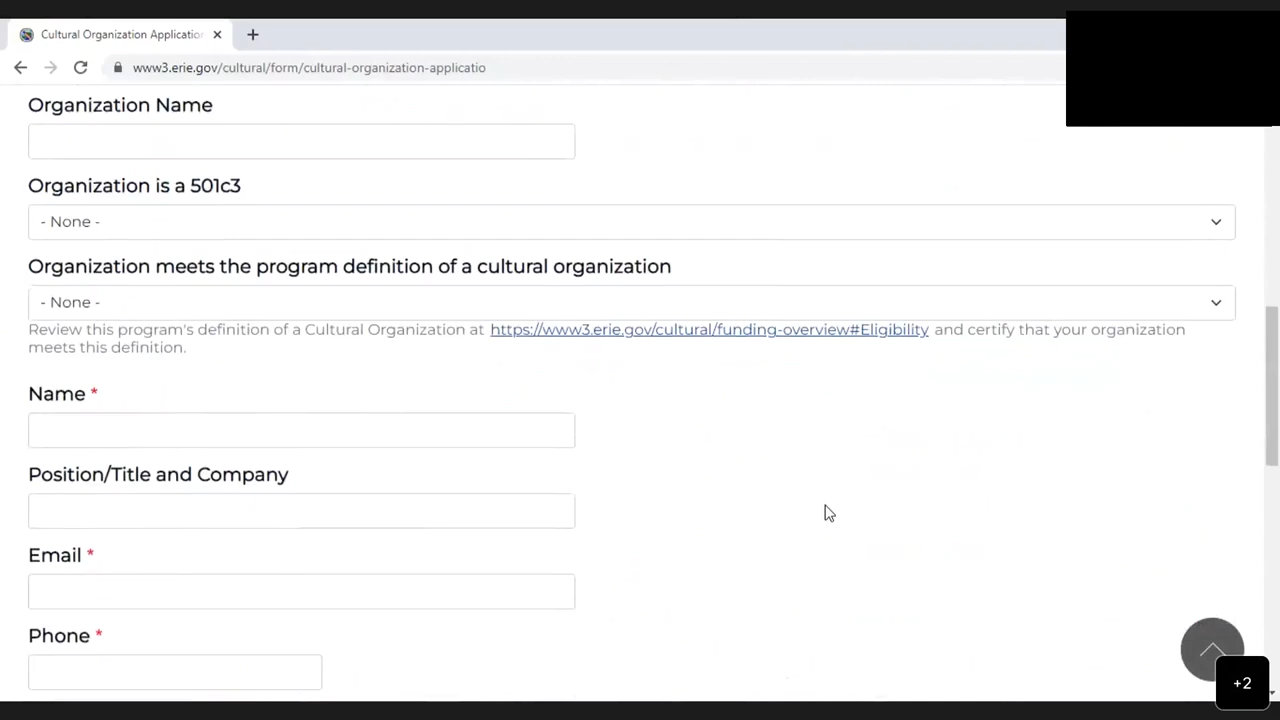 Cultural Organization Applicatio
www3.erie.gov/cultural/form/cultural-organization-applicatio
Organization Name
Organization is a 501c3
- None -
Organization meets the program definition of a cultural organization
- None -
Review this program's definition of a Cultural Organization at https://www3.erie.gov/cultural/funding-overview#Eligibility and certify that your organization
meets this definition.
Name *
Position/Title and Company
Email *
Phone *
+2